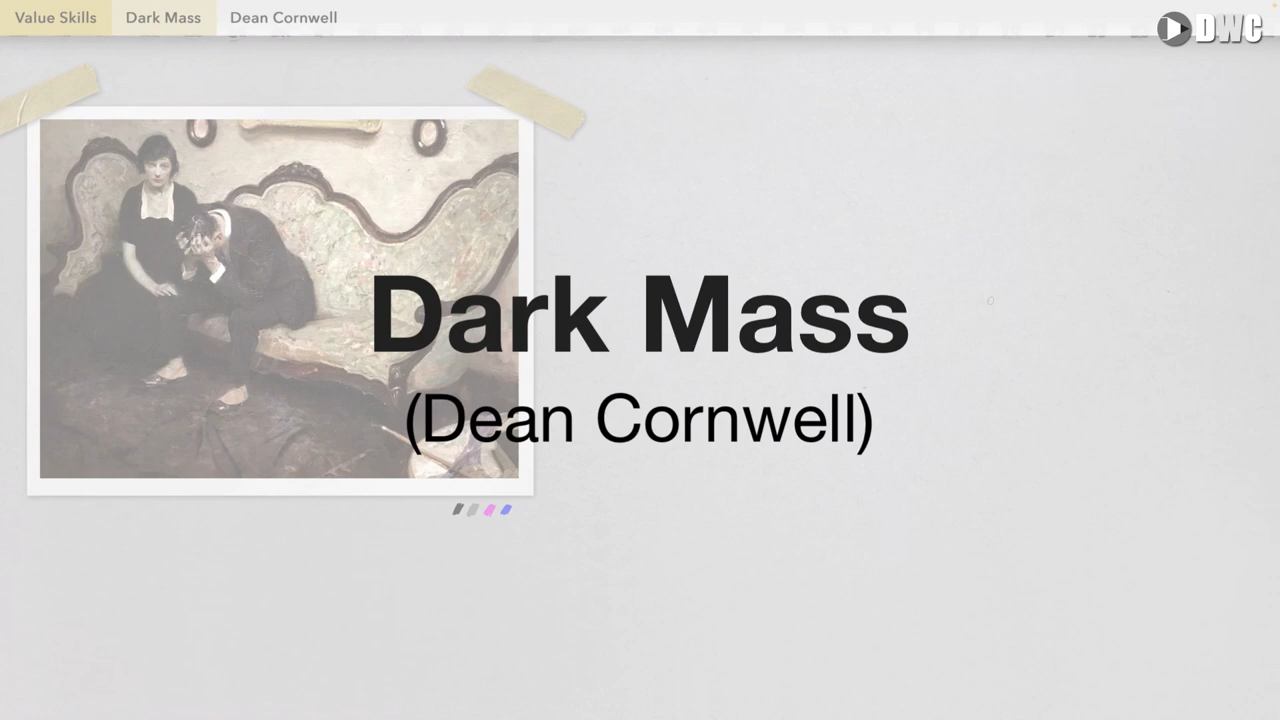 Value Skills
Dark Mass
Dean Cornwell
DWC
Dark Mass
(Dean Cornwell)